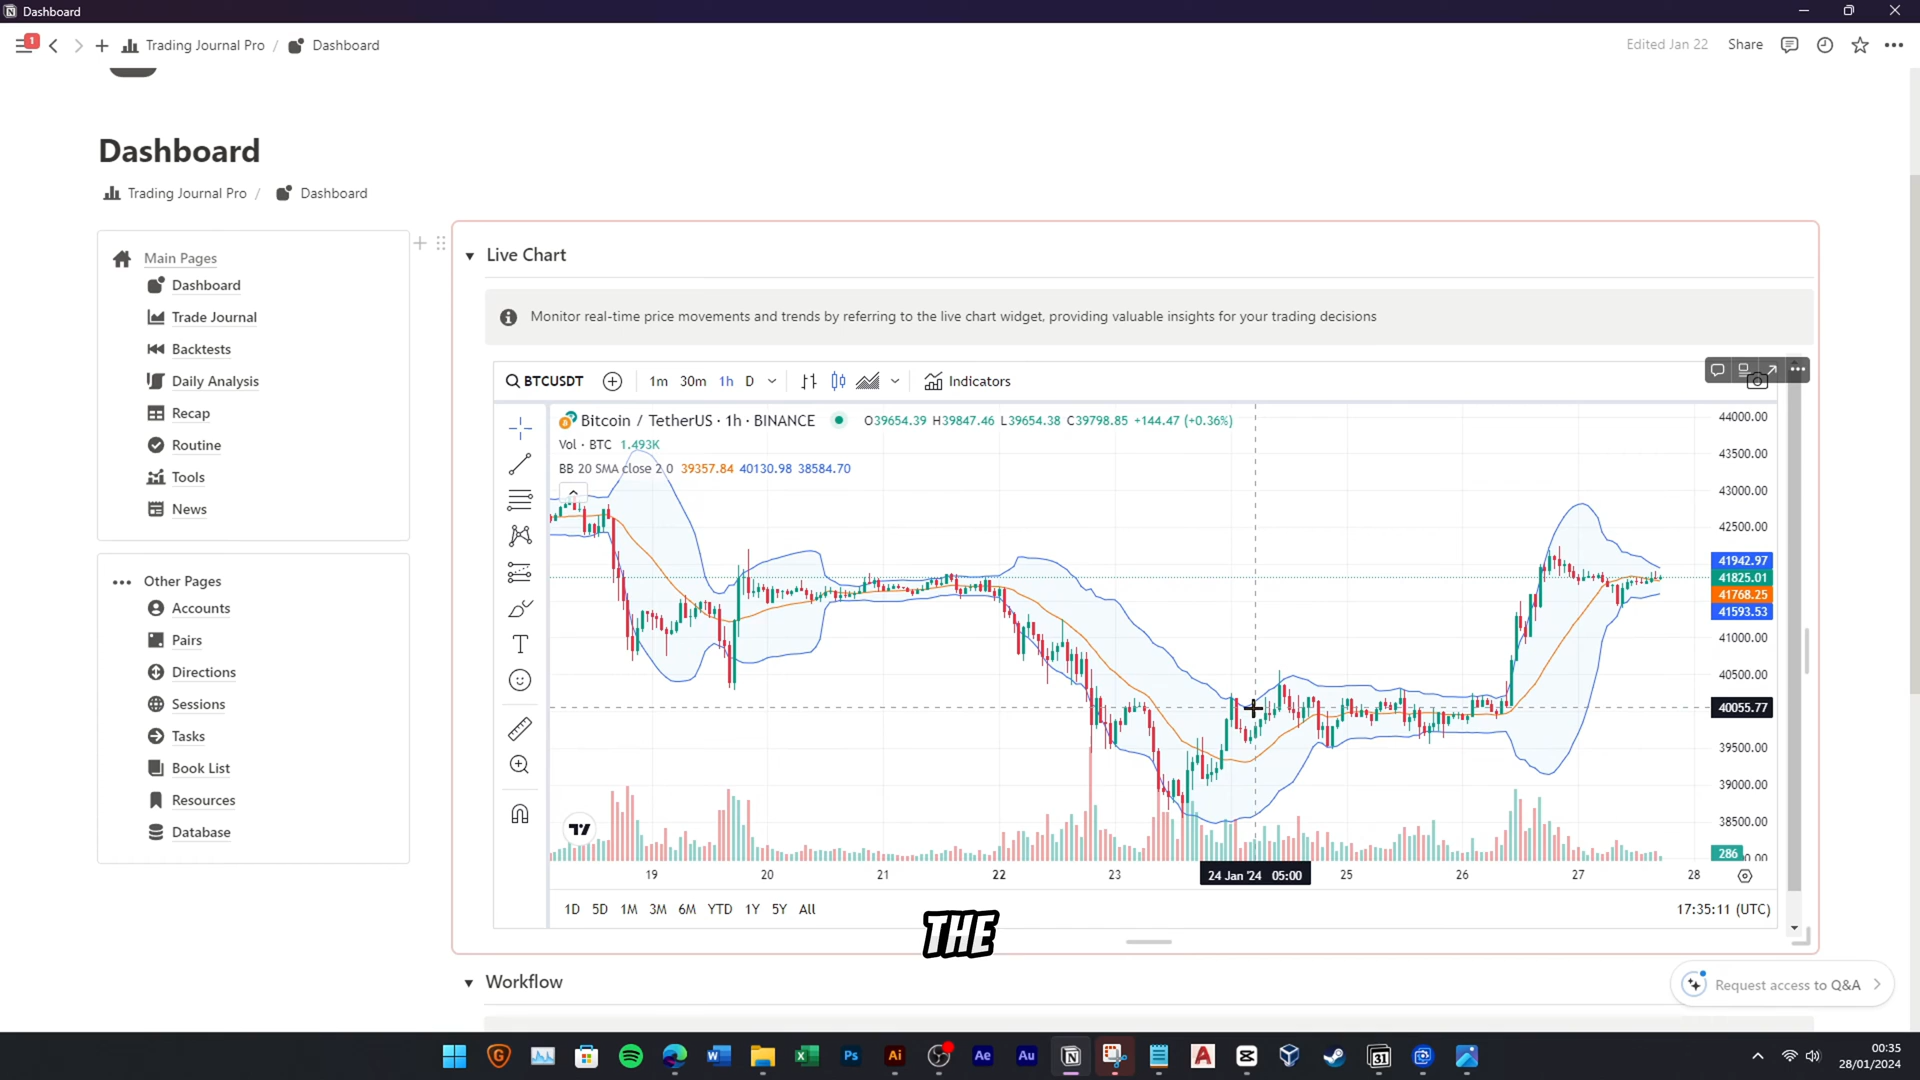 Dashboard
1
Trading Journal Pro / Dashboard
Edited Jan 22
Share
Dashboard
Trading Journal Pro / Dashboard
Main Pages
Dashboard
Trade Journal
Backtests
Daily Analysis
Recap
Routine
Tools
News
Other Pages
Accounts
Pairs
Directions
Sessions
Tasks
Book List
Resources
Database
Live Chart
Monitor real-time price movements and trends by referring to the live chart widget, providing valuable insights for your trading decisions
BTCUSDT 1m 30m 1h D Indicators
Bitcoin / TetherUS · 1h · BINANCE O39654.39 H39847.46 L39654.38 C39798.85 +144.47 (+0.36%)
Vol · BTC 1.493K
BB 20 SMA close 2 0 39357.84 40130.98 38584.70
44000.00
43500.00
43000.00
42500.00
41942.97
41825.01
41768.25
41593.53
41000.00
40500.00
40055.77
39500.00
39000.00
38500.00
286
19 20 21 22 23 24 Jan '24 05:00 25 26 27 28
1D 5D 1M 3M 6M YTD 1Y 5Y All
17:35:11 (UTC)
THE
Workflow
Request access to Q&A
Ps
Ai
Ae
Au
31
00:35
28/01/2024